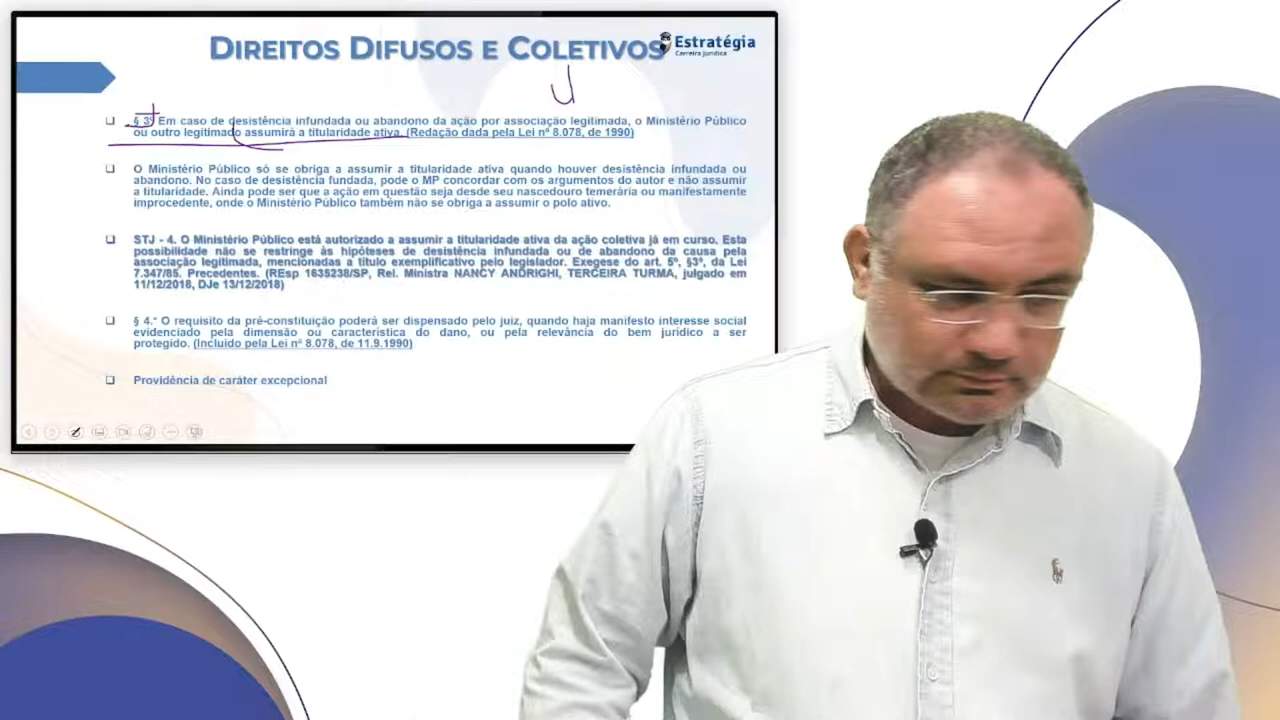 DIREITOS DIFUSOS E COLETIVOS
Estratégia
Carreira Jurídica
§ 3º Em caso de desistência infundada ou abandono da ação por associação legitimada, o Ministério Público
ou outro legitimado assumirá a titularidade ativa. (Redação dada pela Lei nº 8.078, de 1990)
O Ministério Público só se obriga a assumir a titularidade ativa quando houver desistência infundada ou
abandono. No caso de desistência fundada, pode o MP concordar com os argumentos do autor e não assumir
a titularidade. Ainda pode ser que a ação em questão seja desde seu nascedouro temerária ou manifestamente
improcedente, onde o Ministério Público também não se obriga a assumir o polo ativo.
STJ - 4. O Ministério Público está autorizado a assumir a titularidade ativa da ação coletiva já em curso. Esta
possibilidade não se restringe às hipóteses de desistência infundada ou de abandono da causa pela
associação legitimada, mencionadas a título exemplificativo pelo legislador. Exegese do art. 5º, §3º, da Lei
7.347/85. Precedentes. (REsp 1635238/SP, Rel. Ministra NANCY ANDRIGHI, TERCEIRA TURMA, julgado em
11/12/2018, DJe 13/12/2018)
§ 4.° O requisito da pré-constituição poderá ser dispensado pelo juiz, quando haja manifesto interesse social
evidenciado pela dimensão ou característica do dano, ou pela relevância do bem jurídico a ser
protegido. (Incluído pela Lei nª 8.078, de 11.9.1990)
Providência de caráter excepcional